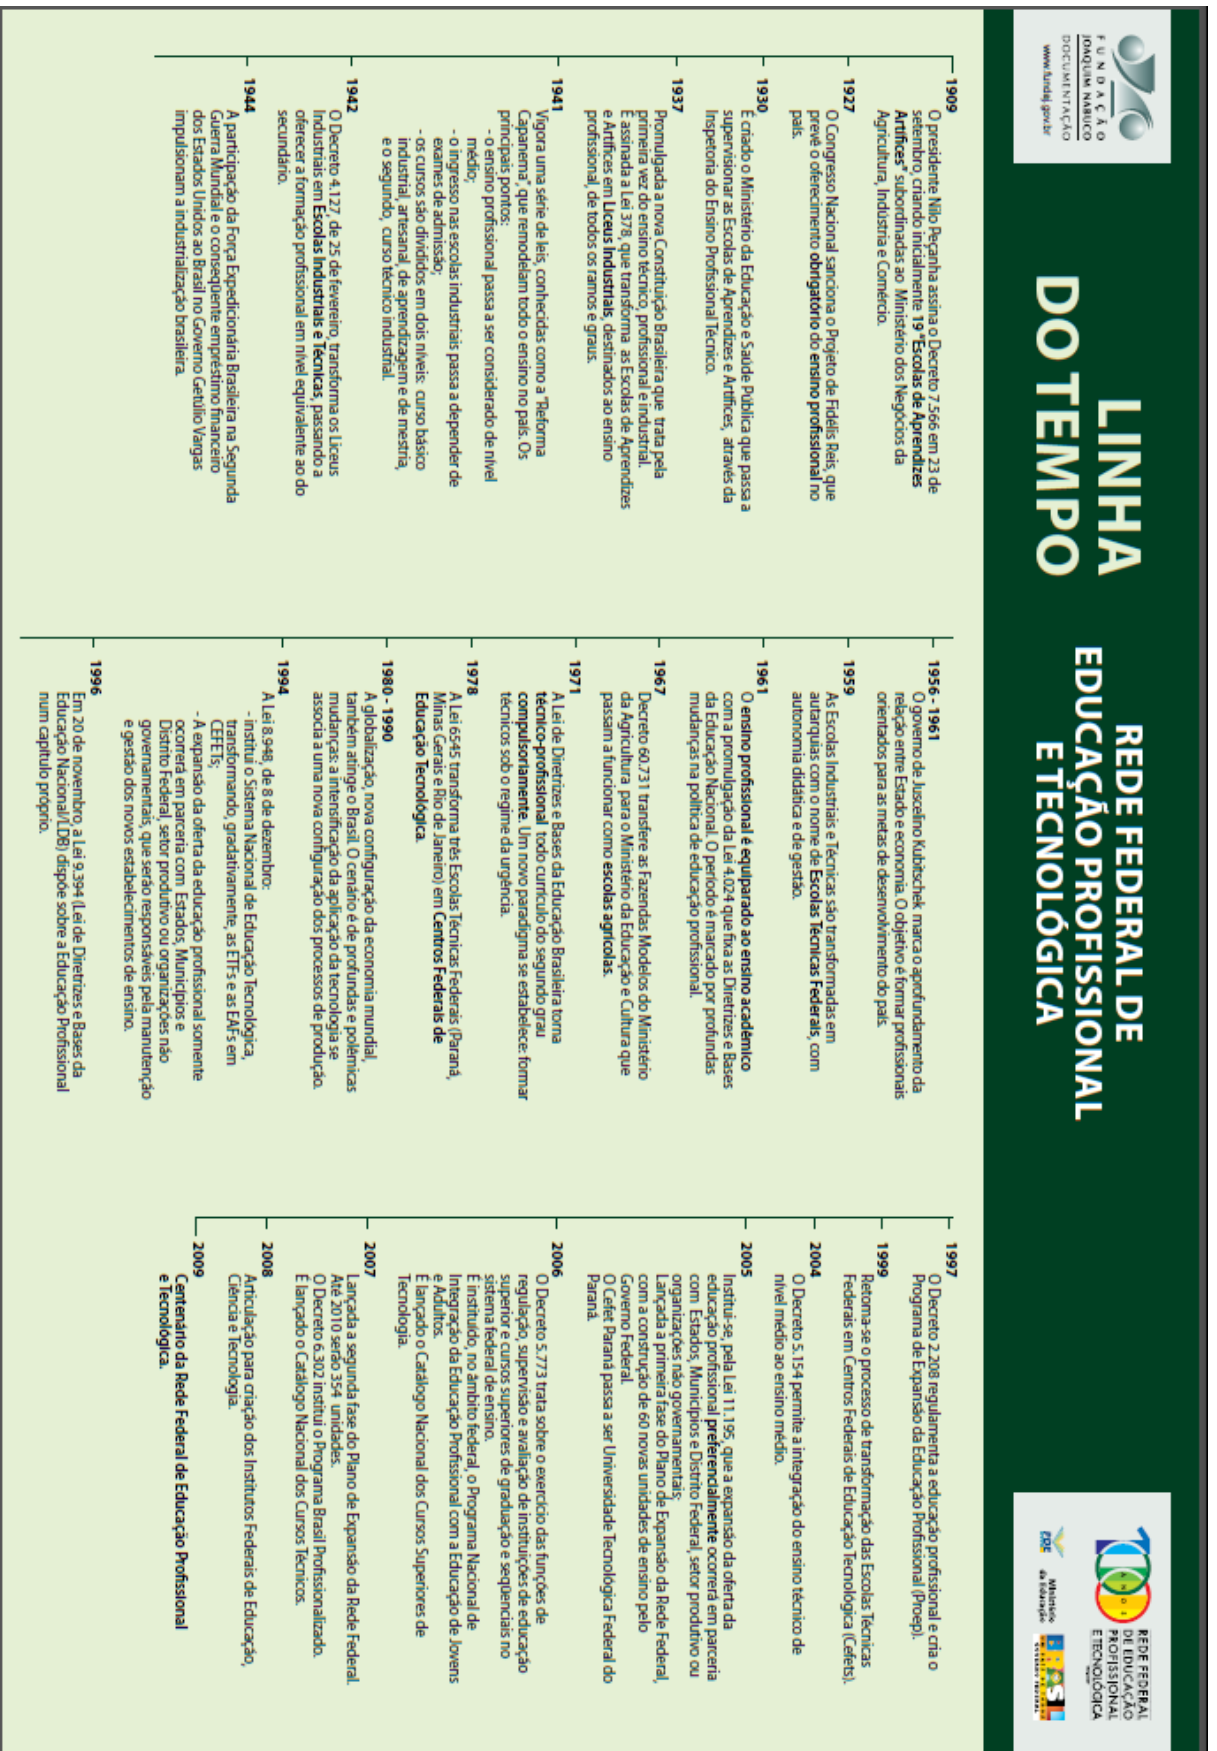 FUNDAÇÃO
JOAQUIM NABUCO
DOCUMENTAÇÃO
www.fundaj.gov.br
LINHA
DO TEMPO
REDE FEDERAL DE
EDUCAÇÃO PROFISSIONAL
E TECNOLÓGICA
100
ANOS
REDE FEDERAL
DE EDUCAÇÃO
PROFISSIONAL
E TECNOLÓGICA
Ministério
da Educação
BRASIL
GOVERNO FEDERAL
1909
O presidente Nilo Peçanha assina o Decreto 7.566 em 23 de
setembro, criando inicialmente 19 "Escolas de Aprendizes
Artífices" subordinadas ao Ministério dos Negócios da
Agricultura, Indústria e Comércio.
1927
O Congresso Nacional sanciona o Projeto de Fidélis Reis, que
prevê o oferecimento obrigatório do ensino profissional no
país.
1930
É criado o Ministério da Educação e Saúde Pública que passa a
supervisionar as Escolas de Aprendizes e Artífices, através da
Inspetoria do Ensino Profissional Técnico.
1937
Promulgada a nova Constituição Brasileira que trata pela
primeira vez do ensino técnico, profissional e industrial.
É assinada a Lei 378, que transforma as Escolas de Aprendizes
e Artífices em Liceus Industriais, destinados ao ensino
profissional, de todos os ramos e graus.
1941
Vigora uma série de leis, conhecidas como a "Reforma
Capanema", que remodelam todo o ensino no país. Os
principais pontos:
- o ensino profissional passa a ser considerado de nível
médio;
- o ingresso nas escolas industriais passa a depender de
exames de admissão;
- os cursos são divididos em dois níveis: curso básico
industrial, artesanal, de aprendizagem e de mestria,
e o segundo, curso técnico industrial.
1942
O Decreto 4.127, de 25 de fevereiro, transforma os Liceus
Industriais em Escolas Industriais e Técnicas, passando a
oferecer a formação profissional em nível equivalente ao do
secundário.
1944
A participação da Força Expedicionária Brasileira na Segunda
Guerra Mundial e o conseqüente empréstimo financeiro
dos Estados Unidos ao Brasil no Governo Getúlio Vargas
impulsionam a industrialização brasileira.
1956 - 1961
O governo de Juscelino Kubitschek marca o aprofundamento da
relação entre Estado e economia. O objetivo é formar profissionais
orientados para as metas de desenvolvimento do país.
1959
As Escolas Industriais e Técnicas são transformadas em
autarquias com o nome de Escolas Técnicas Federais, com
autonomia didática e de gestão.
1961
O ensino profissional é equiparado ao ensino acadêmico
com a promulgação da Lei 4.024 que fixa as Diretrizes e Bases
da Educação Nacional. O período é marcado por profundas
mudanças na política de educação profissional.
1967
Decreto 60.731 transfere as Fazendas Modelos do Ministério
da Agricultura para o Ministério da Educação e Cultura que
passam a funcionar como escolas agrícolas.
1971
A Lei de Diretrizes e Bases da Educação Brasileira torna
técnico-profissional todo currículo do segundo grau
compulsoriamente. Um novo paradigma se estabelece: formar
técnicos sob o regime da urgência.
1978
A Lei 6545 transforma três Escolas Técnicas Federais (Paraná,
Minas Gerais e Rio de Janeiro) em Centros Federais de
Educação Tecnológica.
1980 - 1990
A globalização, nova configuração da economia mundial,
também atinge o Brasil. O cenário é de profundas e polêmicas
mudanças: a intensificação da aplicação da tecnologia se
associa a uma nova configuração dos processos de produção.
1994
A Lei 8.948, de 8 de dezembro:
- institui o Sistema Nacional de Educação Tecnológica,
transformando, gradativamente, as ETFs e as EAFs em
CEFETs;
- A expansão da oferta da educação profissional somente
ocorrerá em parceria com Estados, Municípios e
Distrito Federal, setor produtivo ou organizações não
governamentais, que serão responsáveis pela manutenção
e gestão dos novos estabelecimentos de ensino.
1996
Em 20 de novembro, a Lei 9.394 (Lei de Diretrizes e Bases da
Educação Nacional/LDB) dispõe sobre a Educação Profissional
num capítulo próprio.
1997
O Decreto 2.208 regulamenta a educação profissional e cria o
Programa de Expansão da Educação Profissional (Proep).
1999
Retoma-se o processo de transformação das Escolas Técnicas
Federais em Centros Federais de Educação Tecnológica (Cefets).
2004
O Decreto 5.154 permite a integração do ensino técnico de
nível médio ao ensino médio.
2005
Institui-se, pela Lei 11.195, que a expansão da oferta da
educação profissional preferencialmente ocorrerá em parceria
com Estados, Municípios e Distrito Federal, setor produtivo ou
organizações não governamentais;
Lançada a primeira fase do Plano de Expansão da Rede Federal,
com a construção de 60 novas unidades de ensino pelo
Governo Federal.
O Cefet Paraná passa a ser Universidade Tecnológica Federal do
Paraná.
2006
O Decreto 5.773 trata sobre o exercício das funções de
regulação, supervisão e avaliação de instituições de educação
superior e cursos superiores de graduação e seqüenciais no
sistema federal de ensino.
É instituído, no âmbito federal, o Programa Nacional de
Integração da Educação Profissional com a Educação de Jovens
e Adultos.
É lançado o Catálogo Nacional dos Cursos Superiores de
Tecnologia.
2007
Lançada a segunda fase do Plano de Expansão da Rede Federal.
Até 2010 serão 354 unidades.
O Decreto 6.302 institui o Programa Brasil Profissionalizado.
É lançado o Catálogo Nacional dos Cursos Técnicos.
2008
Articulação para criação dos Institutos Federais de Educação,
Ciência e Tecnologia.
2009
Centenário da Rede Federal de Educação Profissional
e Tecnológica.